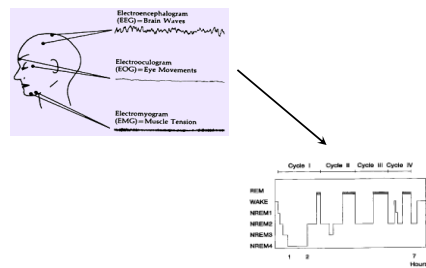 Electroencephalogram
(EEG)=Brain Waves
Electrooculogram
(EOG)=Eye Movements
Electromyogram
(EMG)=Muscle Tension
Cycle I Cycle II Cycle III Cycle IV
REM
WAKE
NREM1
NREM2
NREM3
NREM4
1 2 7
Hours